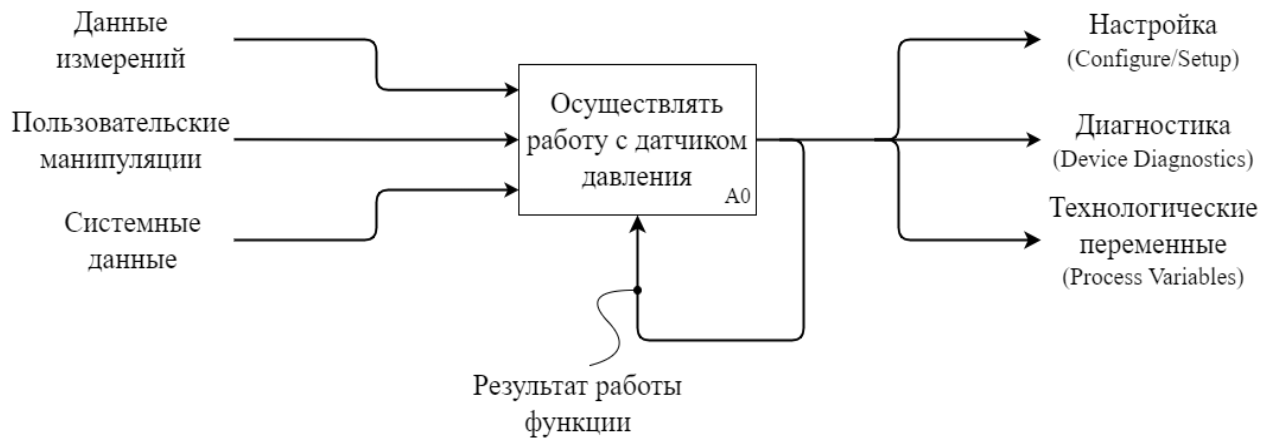 Данные
измерений
Пользовательские
манипуляции
Системные
данные
Осуществлять
работу с датчиком
давления
A0
Результат работы
функции
Настройка
(Configure/Setup)
Диагностика
(Device Diagnostics)
Технологические
переменные
(Process Variables)